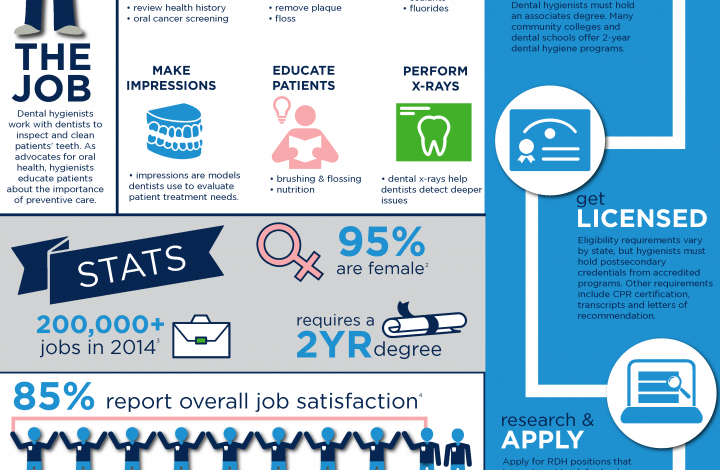 • review health history
• oral cancer screening
• remove plaque
• floss
• fluorides
THE
JOB
Dental hygienists
work with dentists to
inspect and clean
patients' teeth. As
advocates for oral
health, hygienists
educate patients
about the importance
of preventive care.
MAKE
IMPRESSIONS
• impressions are models
dentists use to evaluate
patient treatment needs.
EDUCATE
PATIENTS
• brushing & flossing
• nutrition
PERFORM
X-RAYS
• dental x-rays help
dentists detect deeper
issues
STATS
95%
are female²
200,000+
jobs in 2014³
requires a
2YR degree
85% report overall job satisfaction⁴
Dental hygienists must hold
an associates degree. Many
community colleges and
dental schools offer 2-year
dental hygiene programs.
get
LICENSED
Eligibility requirements vary
by state, but hygienists must
hold postsecondary
credentials from accredited
programs. Other requirements
include CPR certification,
transcripts and letters of
recommendation.
research &
APPLY
Apply for RDH positions that